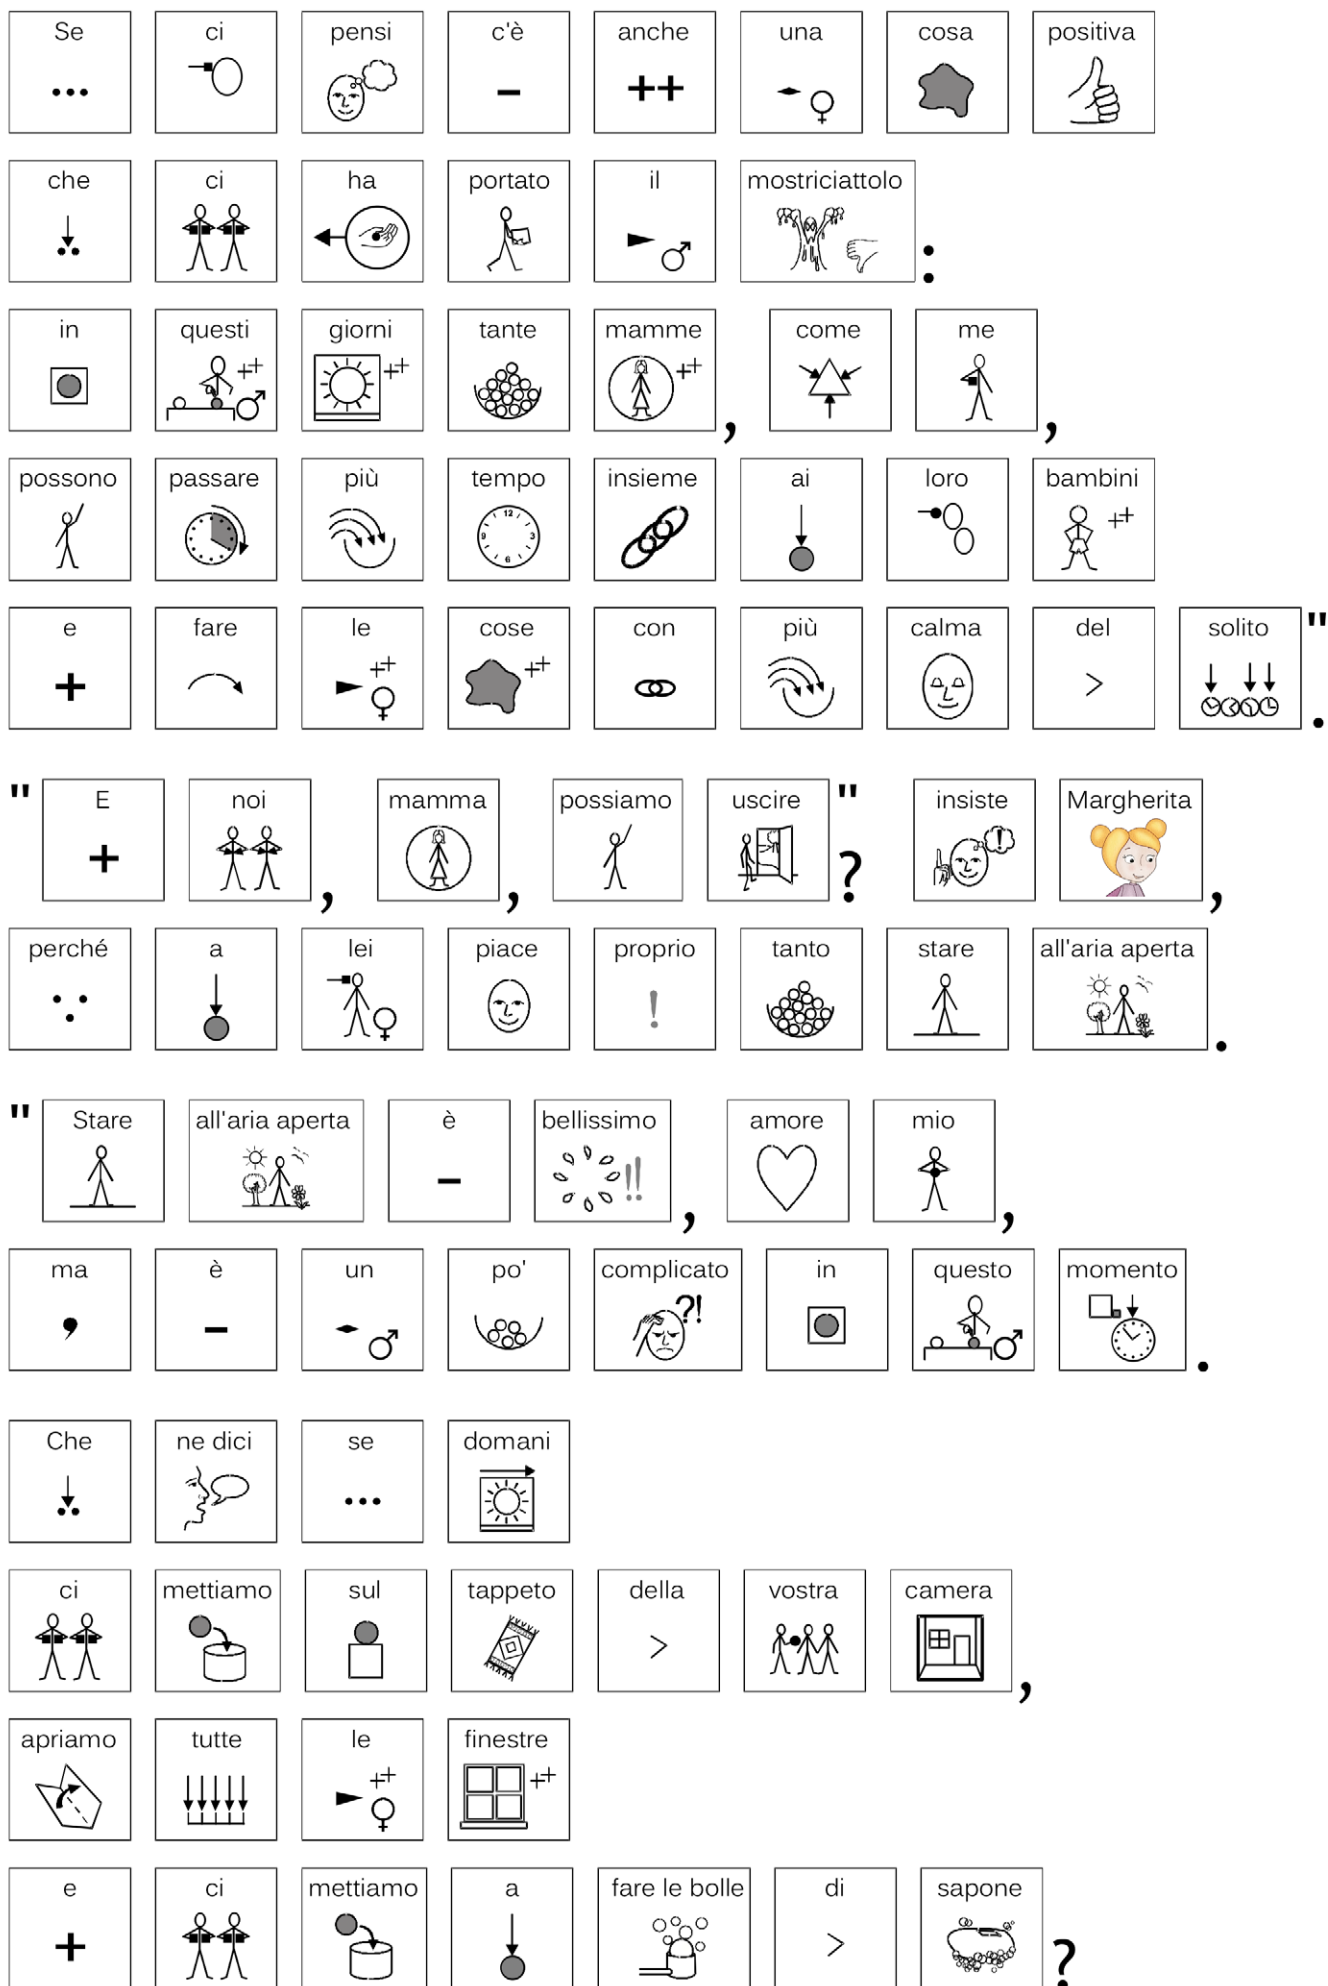 Se ci pensi c'è anche una cosa positiva
che ci ha portato il mostriciattolo:
in questi giorni tante mamme, come me,
possono passare più tempo insieme ai loro bambini
e fare le cose con più calma del solito".
"E noi, mamma, possiamo uscire"? insiste Margherita,
perché a lei piace proprio tanto stare all'aria aperta.
"Stare all'aria aperta è bellissimo, amore mio,
ma è un po' complicato in questo momento.
Che ne dici se domani
ci mettiamo sul tappeto della vostra camera,
apriamo tutte le finestre
e ci mettiamo a fare le bolle di sapone?